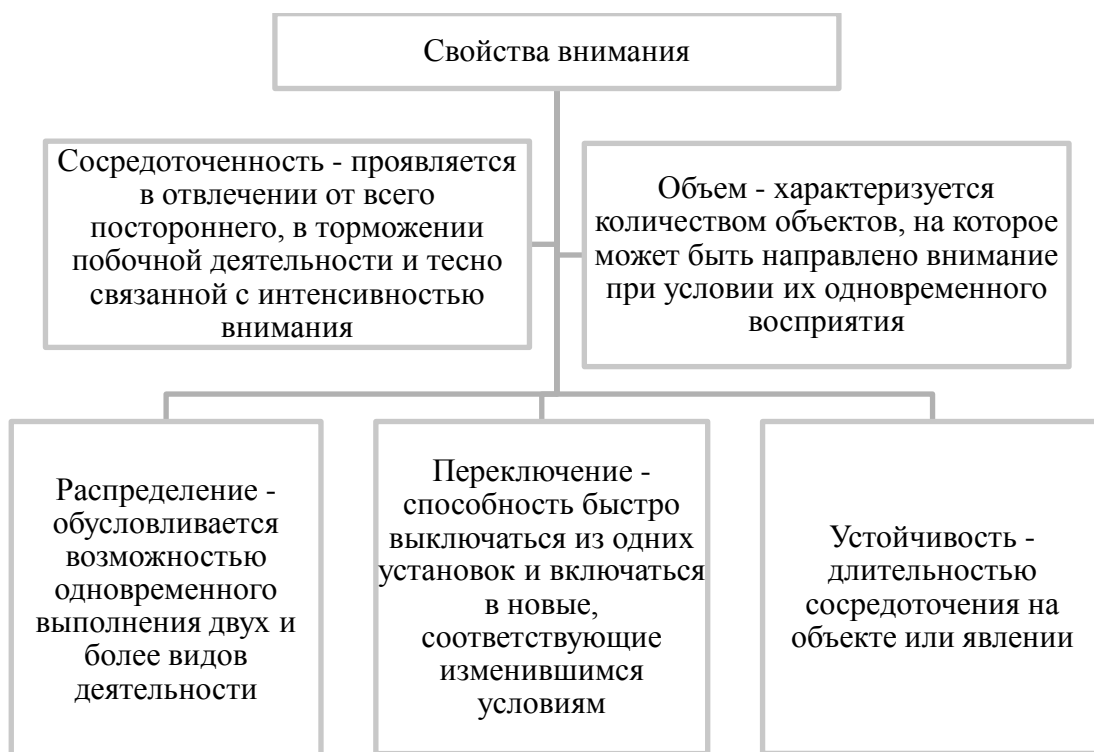 Свойства внимания
Сосредоточенность - проявляется
в отвлечении от всего
постороннего, в торможении
побочной деятельности и тесно
связанной с интенсивностью
внимания
Объем - характеризуется
количеством объектов, на которое
может быть направлено внимание
при условии их одновременного
восприятия
Распределение -
обусловливается
возможностью
одновременного
выполнения двух и
более видов
деятельности
Переключение -
способность быстро
выключаться из одних
установок и включаться
в новые,
соответствующие
изменившимся
условиям
Устойчивость -
длительностью
сосредоточения на
объекте или явлении